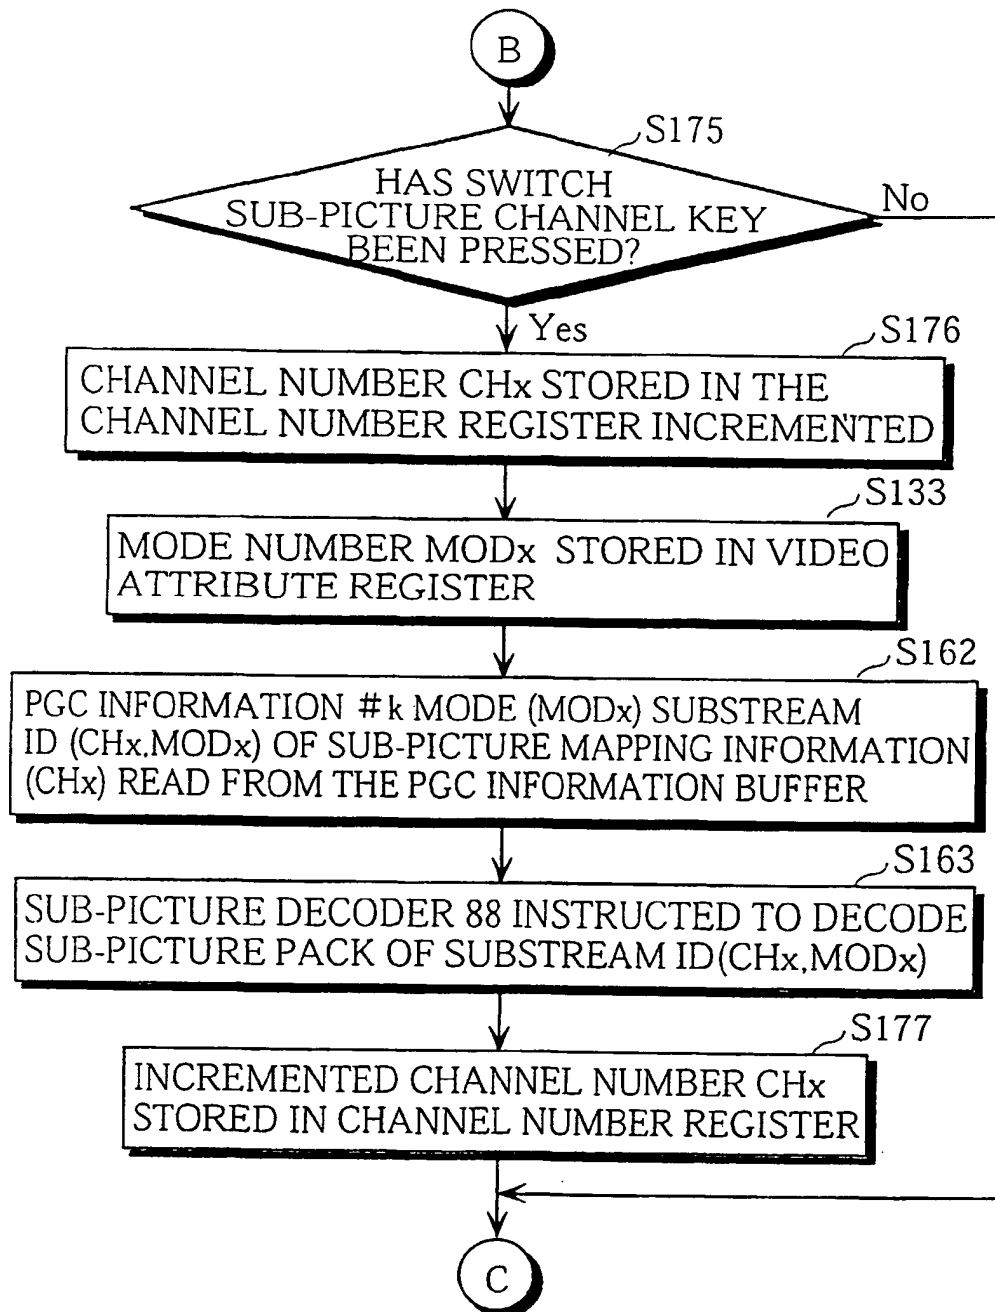 B
S175
HAS SWITCH
SUB-PICTURE CHANNEL KEY
BEEN PRESSED?
No
Yes
S176
CHANNEL NUMBER CHx STORED IN THE
CHANNEL NUMBER REGISTER INCREMENTED
S133
MODE NUMBER MODx STORED IN VIDEO
ATTRIBUTE REGISTER
S162
PGC INFORMATION #k MODE (MODx) SUBSTREAM
ID (CHx.MODx) OF SUB-PICTURE MAPPING INFORMATION
(CHx) READ FROM THE PGC INFORMATION BUFFER
S163
SUB-PICTURE DECODER 88 INSTRUCTED TO DECODE
SUB-PICTURE PACK OF SUBSTREAM ID(CHx,MODx)
S177
INCREMENTED CHANNEL NUMBER CHx
STORED IN CHANNEL NUMBER REGISTER
C